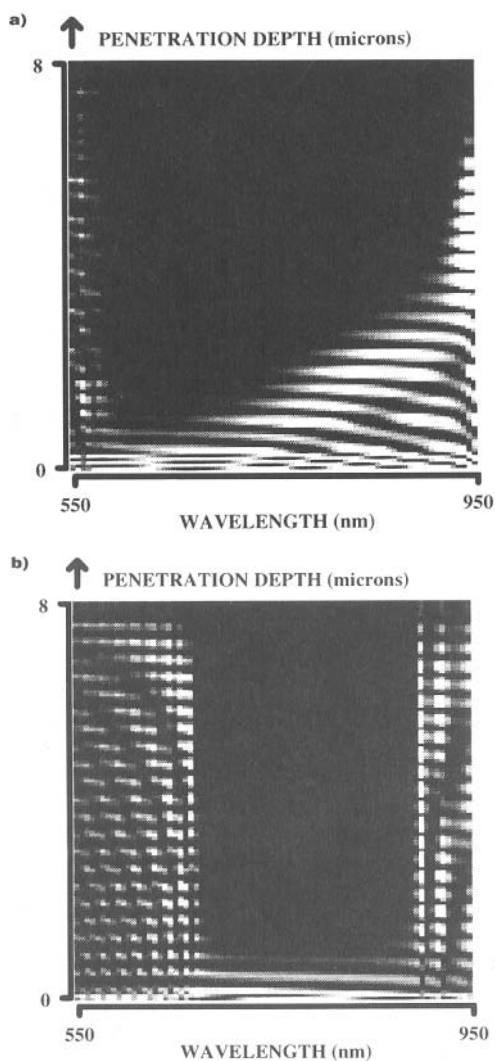 a)
PENETRATION DEPTH (microns)
8
0
550
950
WAVELENGTH (nm)
b)
PENETRATION DEPTH (microns)
8
0
550
950
WAVELENGTH (nm)